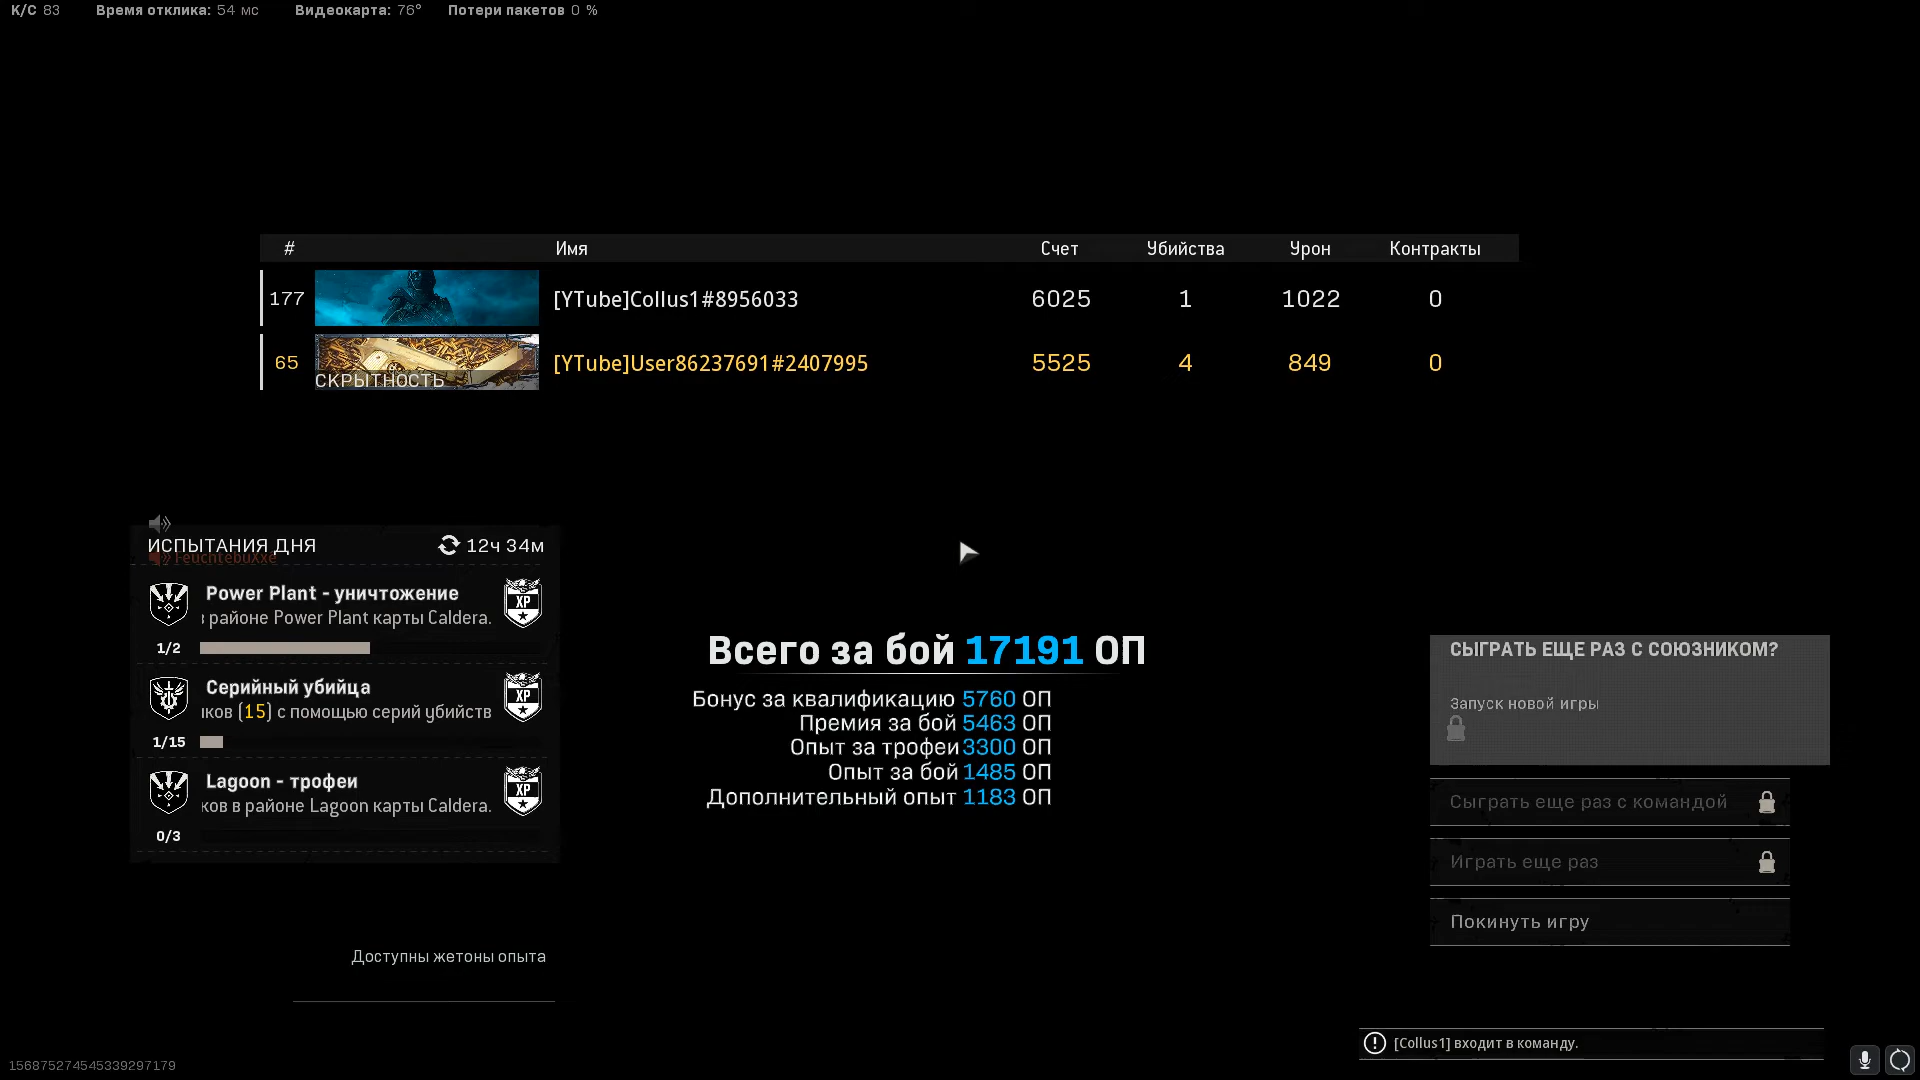 К/С 83 Время отклика: 54 мс Видеокарта: 76° Потери пакетов 0 %
# Имя Счет Убийства Урон Контракты
177 [YTube]Collus1#8956033 6025 1 1022 0
65 СКРЫТНОСТЬ [YTube]User86237691#2407995 5525 4 849 0
ИСПЫТАНИЯ ДНЯ 12ч 34м
FeuchtebuXxe
Power Plant - уничтожение XP
районе Power Plant карты Caldera.
1/2
Серийный убийца XP
иков (15) с помощью серий убийств
1/15
Lagoon - трофеи XP
ков в районе Lagoon карты Caldera.
0/3
Доступны жетоны опыта
Всего за бой 17191 ОП
Бонус за квалификацию 5760 ОП
Премия за бой 5463 ОП
Опыт за трофеи 3300 ОП
Опыт за бой 1485 ОП
Дополнительный опыт 1183 ОП
СЫГРАТЬ ЕЩЕ РАЗ С СОЮЗНИКОМ?
Запуск новой игры
Сыграть еще раз с командой
Играть еще раз
Покинуть игру
[Collus1] входит в команду.
156875274545339297179